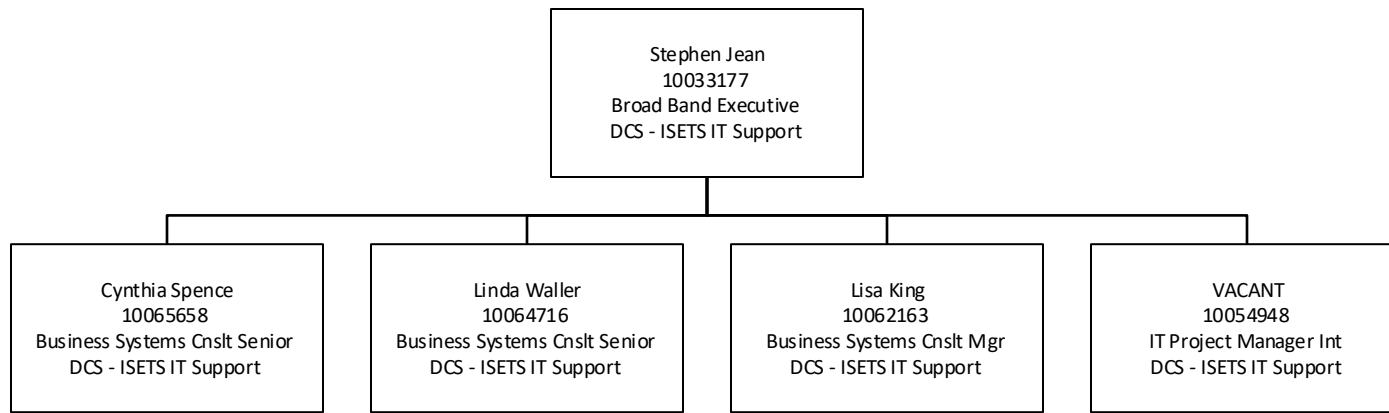 Stephen Jean
10033177
Broad Band Executive
DCS - ISETS IT Support
Cynthia Spence
10065658
Business Systems Cnslt Senior
DCS - ISETS IT Support
Linda Waller
10064716
Business Systems Cnslt Senior
DCS - ISETS IT Support
Lisa King
10062163
Business Systems Cnslt Mgr
DCS - ISETS IT Support
VACANT
10054948
IT Project Manager Int
DCS - ISETS IT Support